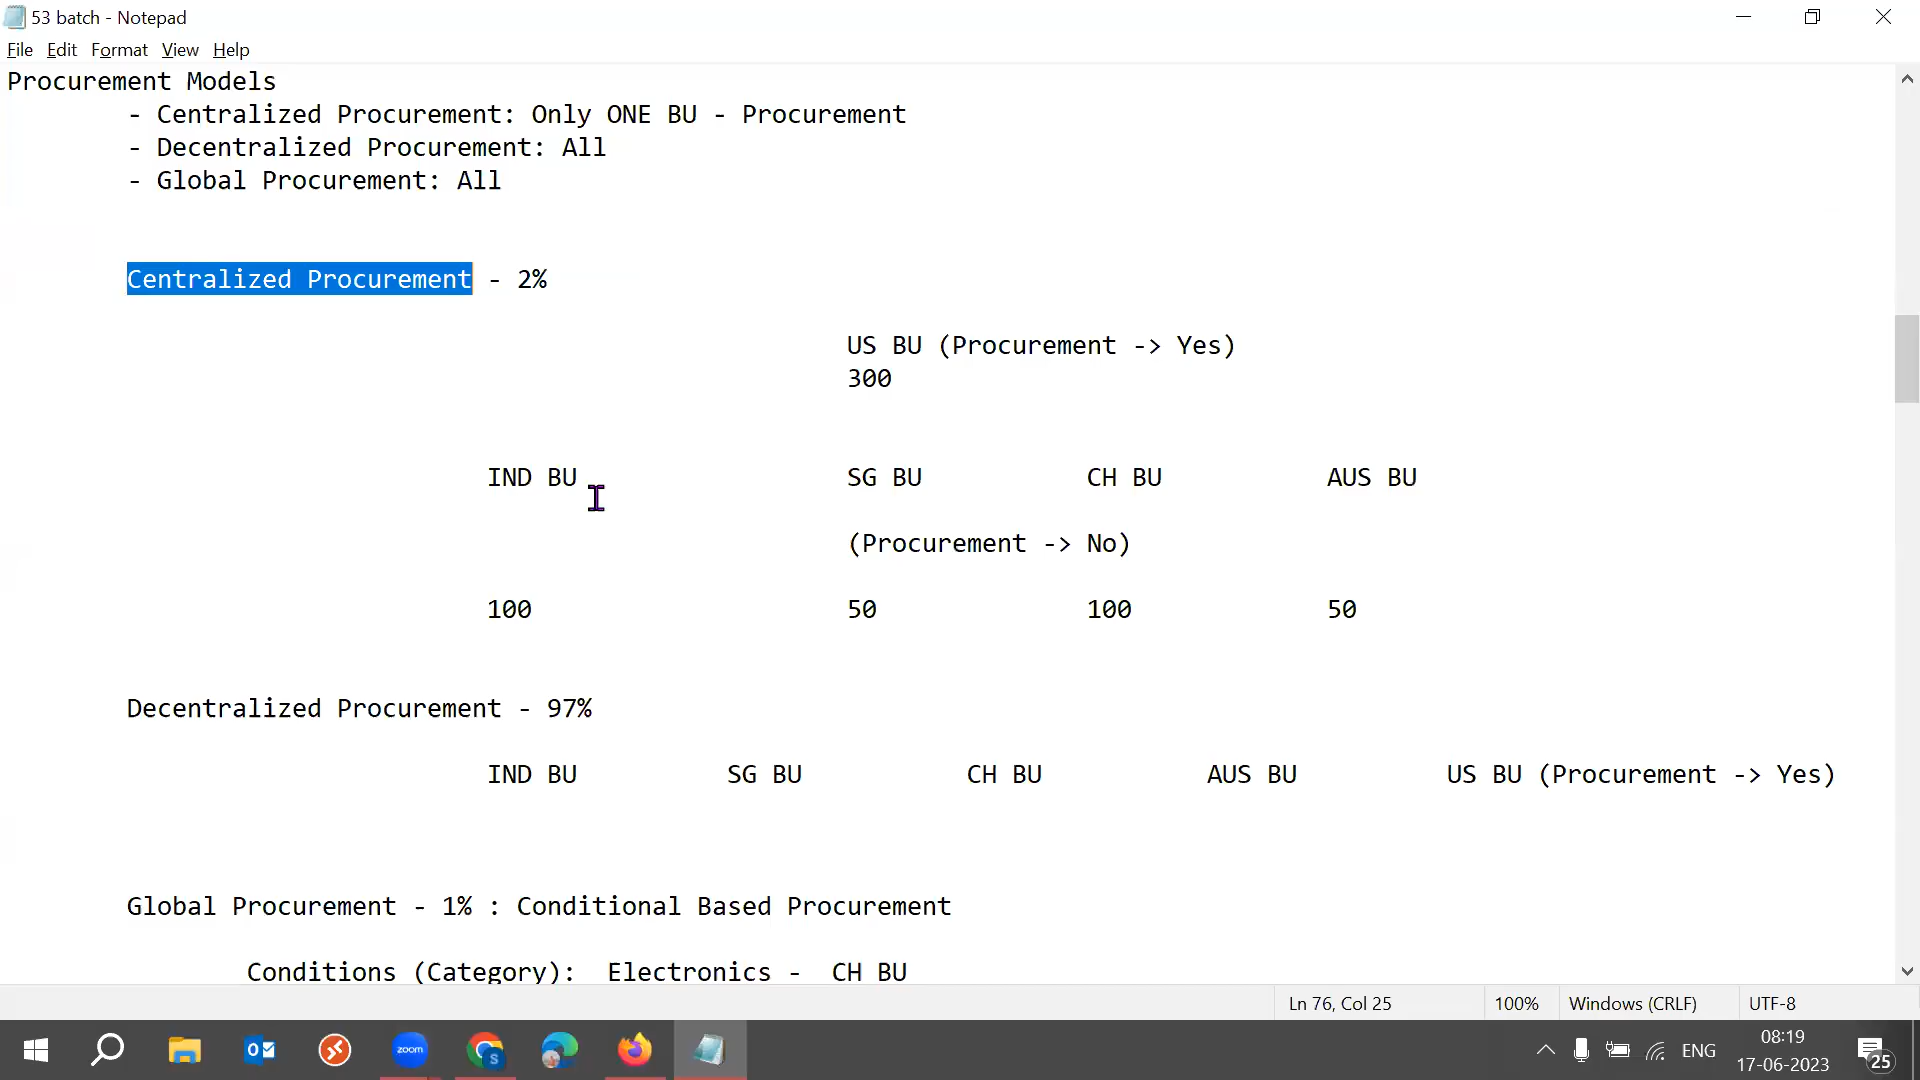 53 batch - Notepad
File Edit Format View Help
Procurement Models
- Centralized Procurement: Only ONE BU - Procurement
- Decentralized Procurement: All
- Global Procurement: All
Centralized Procurement - 2%
US BU (Procurement -> Yes)
300
IND BU SG BU CH BU AUS BU
(Procurement -> No)
100 50 100 50
Decentralized Procurement - 97%
IND BU SG BU CH BU AUS BU US BU (Procurement -> Yes)
Global Procurement - 1% : Conditional Based Procurement
Conditions (Category): Electronics - CH BU
Ln 76, Col 25 100% Windows (CRLF) UTF-8
zoom S ENG 08:19 25
17-06-2023